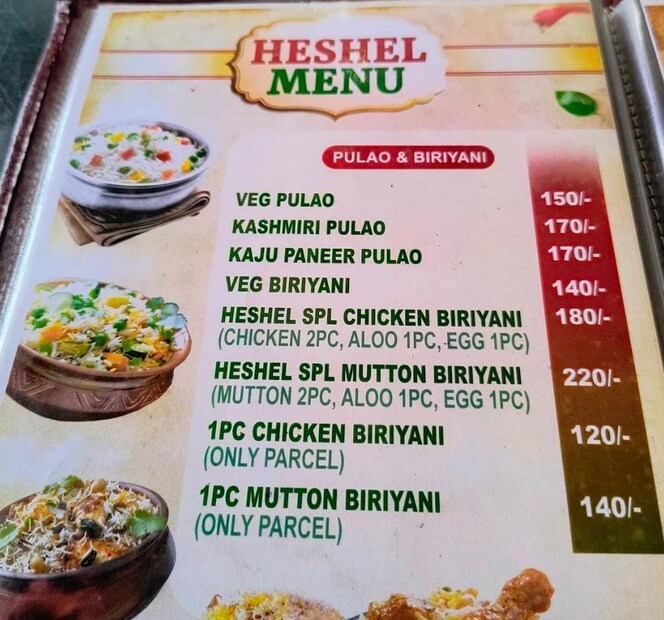 HESHEL
MENU
PULAO & BIRIYANI
VEG PULAO 150/-
KASHMIRI PULAO 170/-
KAJU PANEER PULAO 170/-
VEG BIRIYANI 140/-
HESHEL SPL CHICKEN BIRIYANI 180/-
(CHICKEN 2PC, ALOO 1PC, EGG 1PC)
HESHEL SPL MUTTON BIRIYANI 220/-
(MUTTON 2PC, ALOO 1PC, EGG 1PC)
1PC CHICKEN BIRIYANI 120/-
(ONLY PARCEL)
1PC MUTTON BIRIYANI 140/-
(ONLY PARCEL)